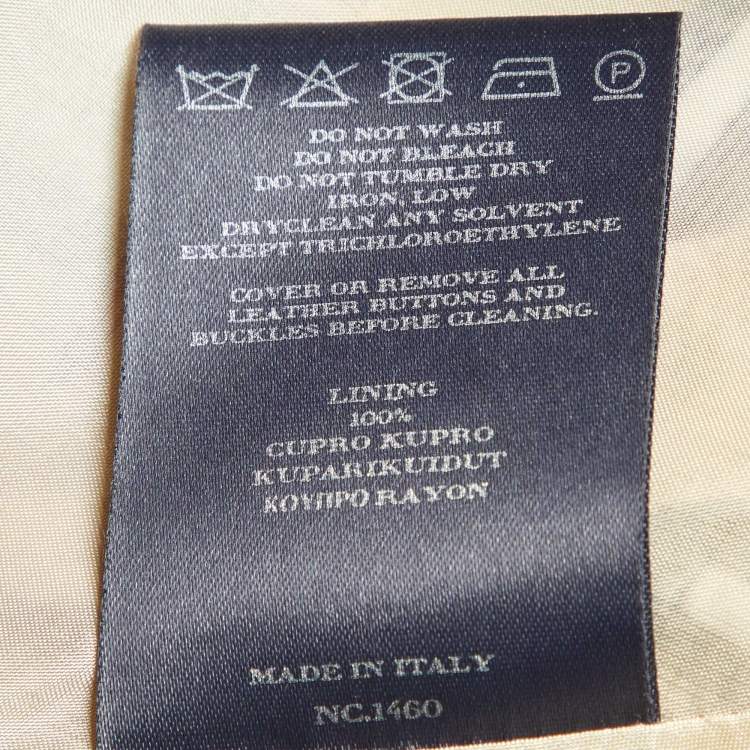 P
DO NOT WASH
DO NOT BLEACH
DO NOT TUMBLE DRY
IRON, LOW
DRYCLEAN ANY SOLVENT
EXCEPT TRICHLOROETHYLENE
COVER OR REMOVE ALL
LEATHER BUTTONS AND
BUCKLES BEFORE CLEANING.
LINING
100%
CUPRO KUPRO
KUPARIKUIDUT
ΚΟΥΠΡΟ RAYON
MADE IN ITALY
NC.1460